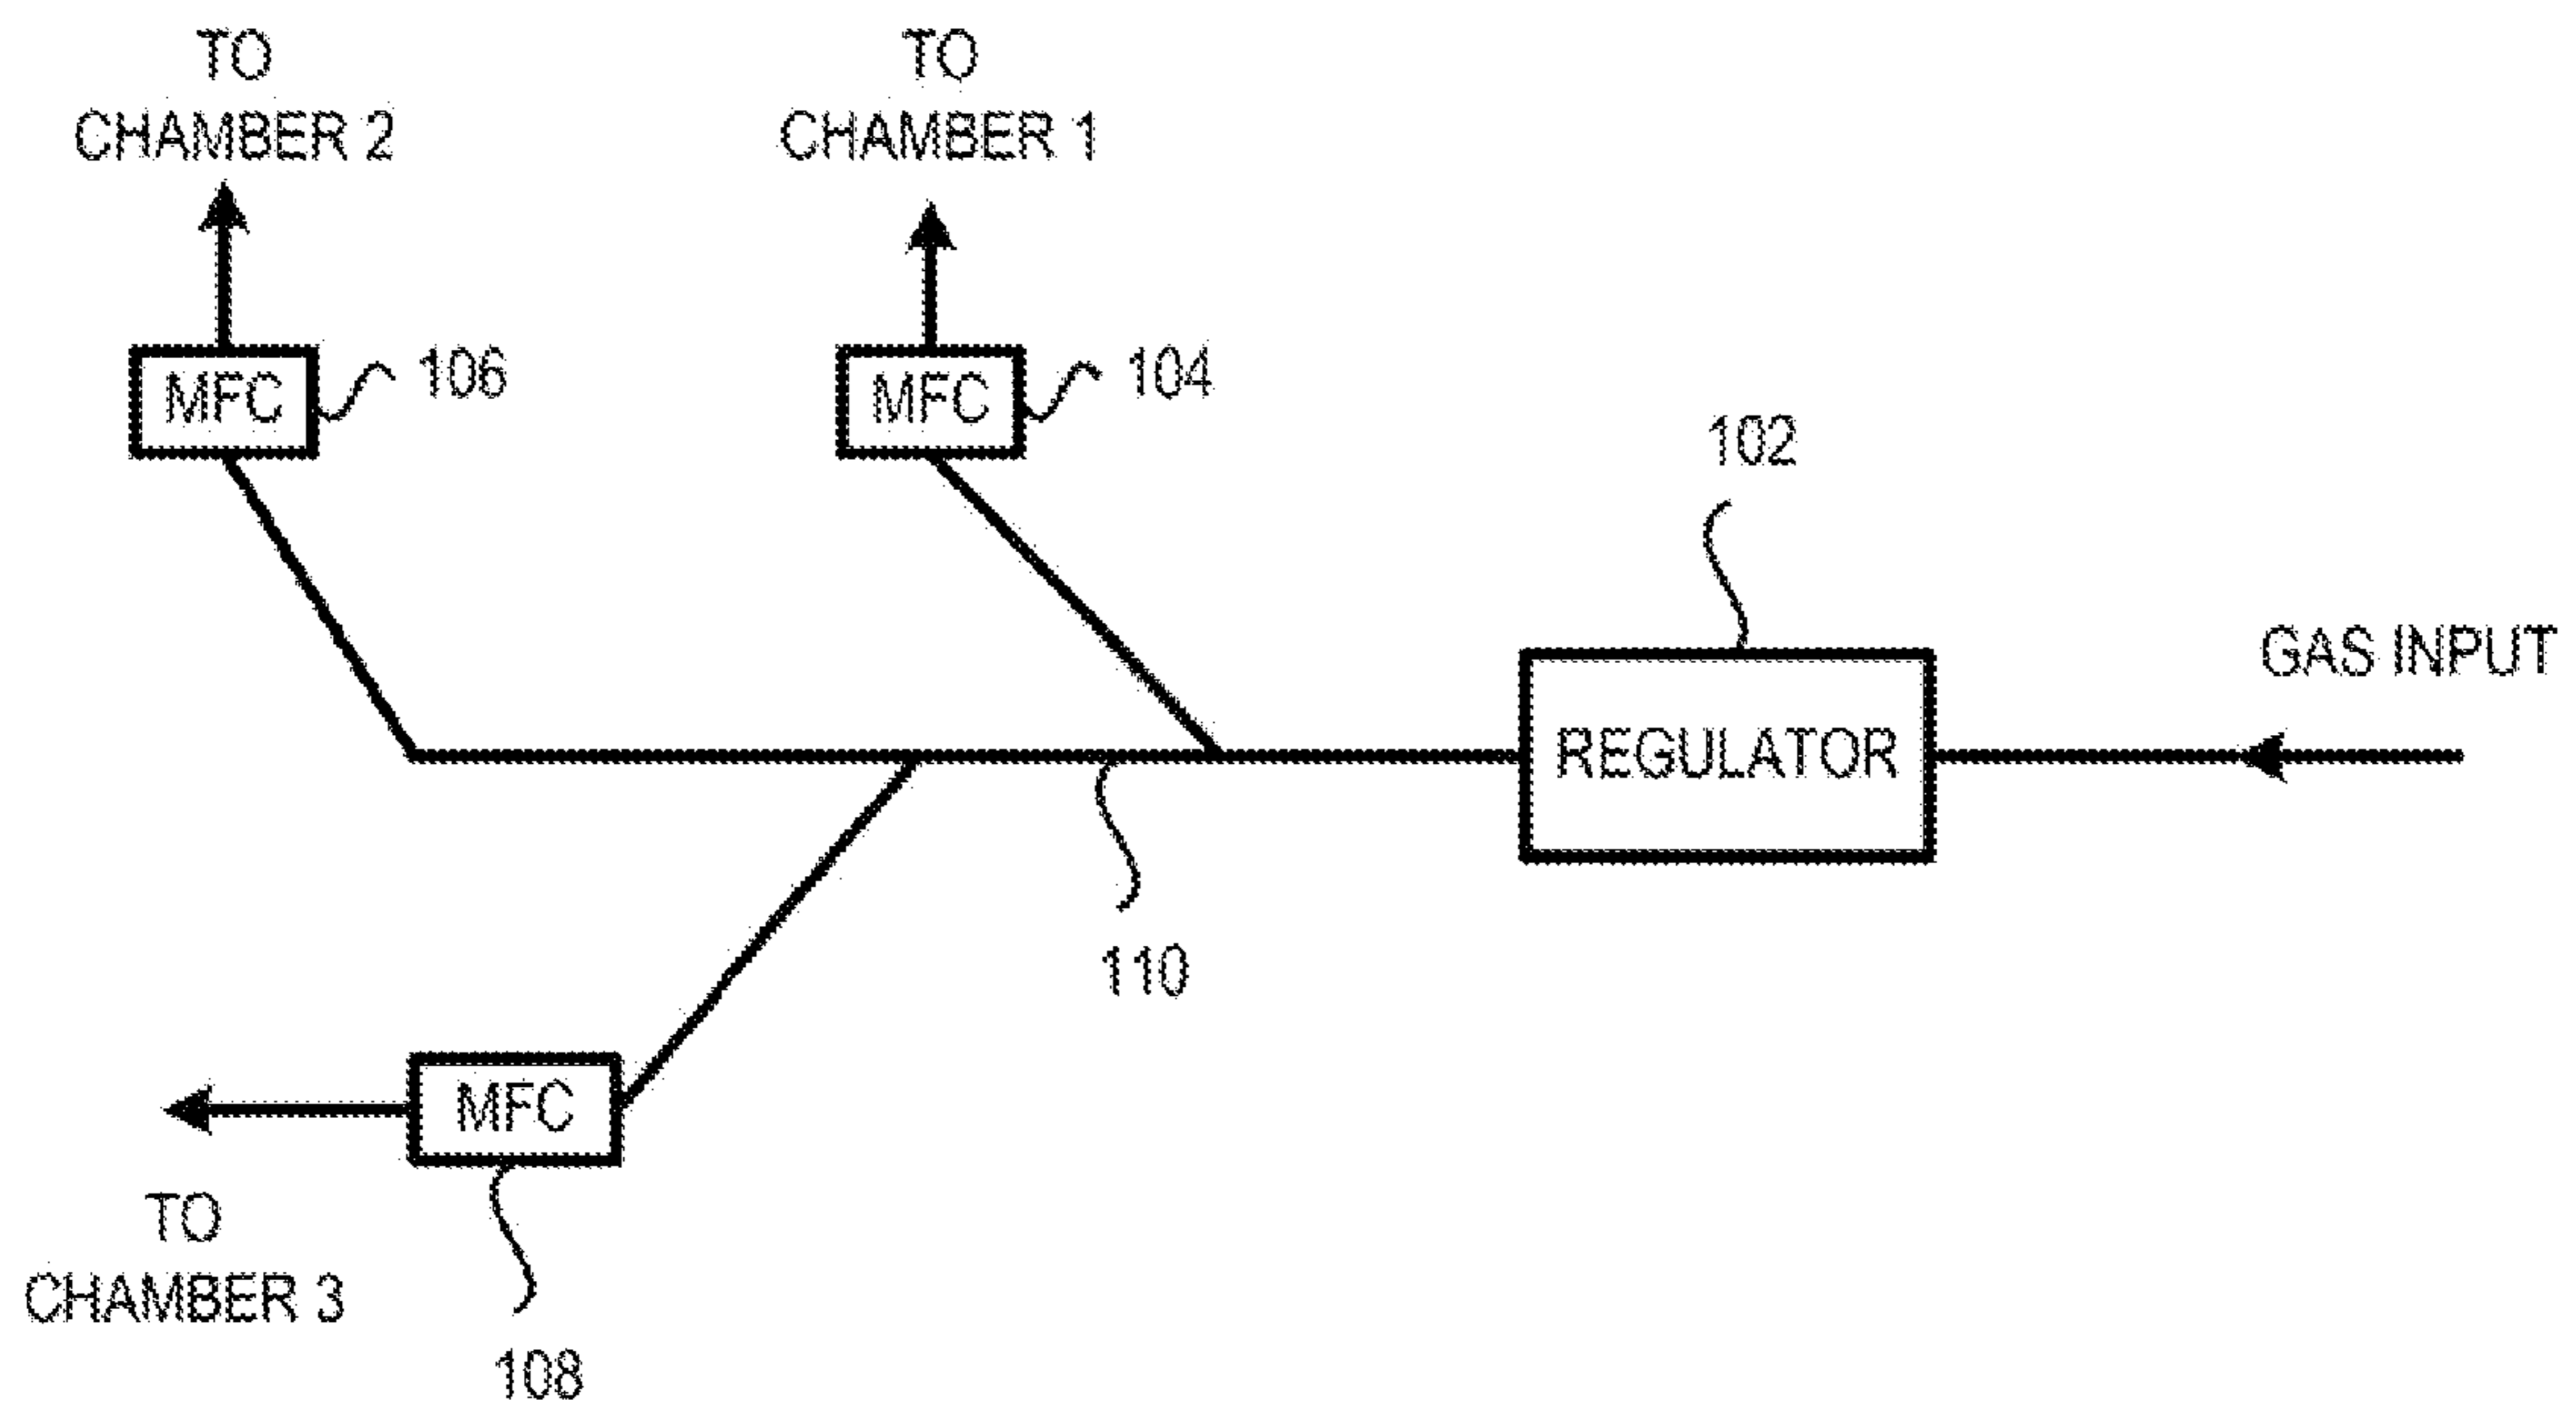 TO
CHAMBER 2
TO
CHAMBER 1
MFC
106
MFC
104
102
GAS INPUT
REGULATOR
110
MFC
TO
CHAMBER 3
108